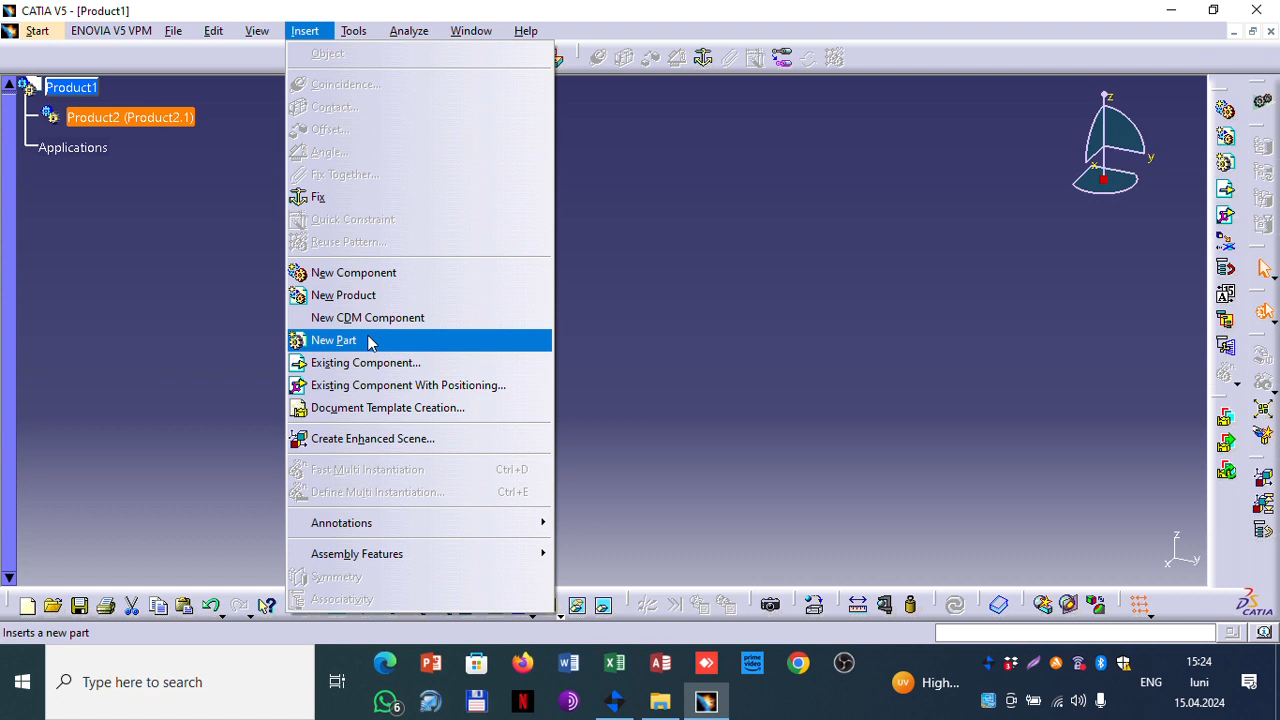 CATIA V5 - [Product1]
Start ENOVIA V5 VPM File Edit View Insert Tools Analyze Window Help
Object
Product1
Coincidence...
Contact...
Product2 (Product2.1)
Offset...
Applications
Angle...
Fix Together...
Fix
Quick Constraint
Reuse Pattern...
New Component
New Product
New CDM Component
New Part
Existing Component...
Existing Component With Positioning...
Document Template Creation...
Create Enhanced Scene...
Fast Multi Instantiation Ctrl+D
Define Multi Instantiation... Ctrl+E
Annotations
Assembly Features
Symmetry
Associativity
z
y
x
z
x y
CATIA
Inserts a new part
Type here to search
6
UV High...
ENG
15:24
luni
15.04.2024